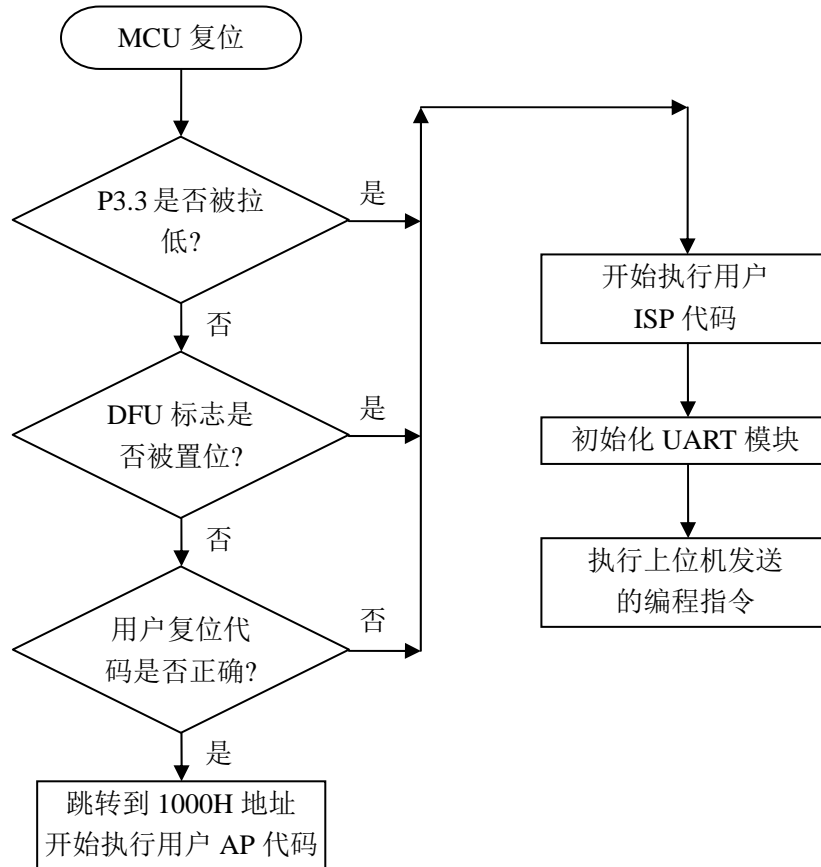 MCU 复位
P3.3 是否被拉
低?
是
否
DFU 标志是
否被置位?
是
否
用户复位代
码是否正确?
否
是
跳转到 1000H 地址
开始执行用户 AP 代码
开始执行用户
ISP 代码
初始化 UART 模块
执行上位机发送
的编程指令